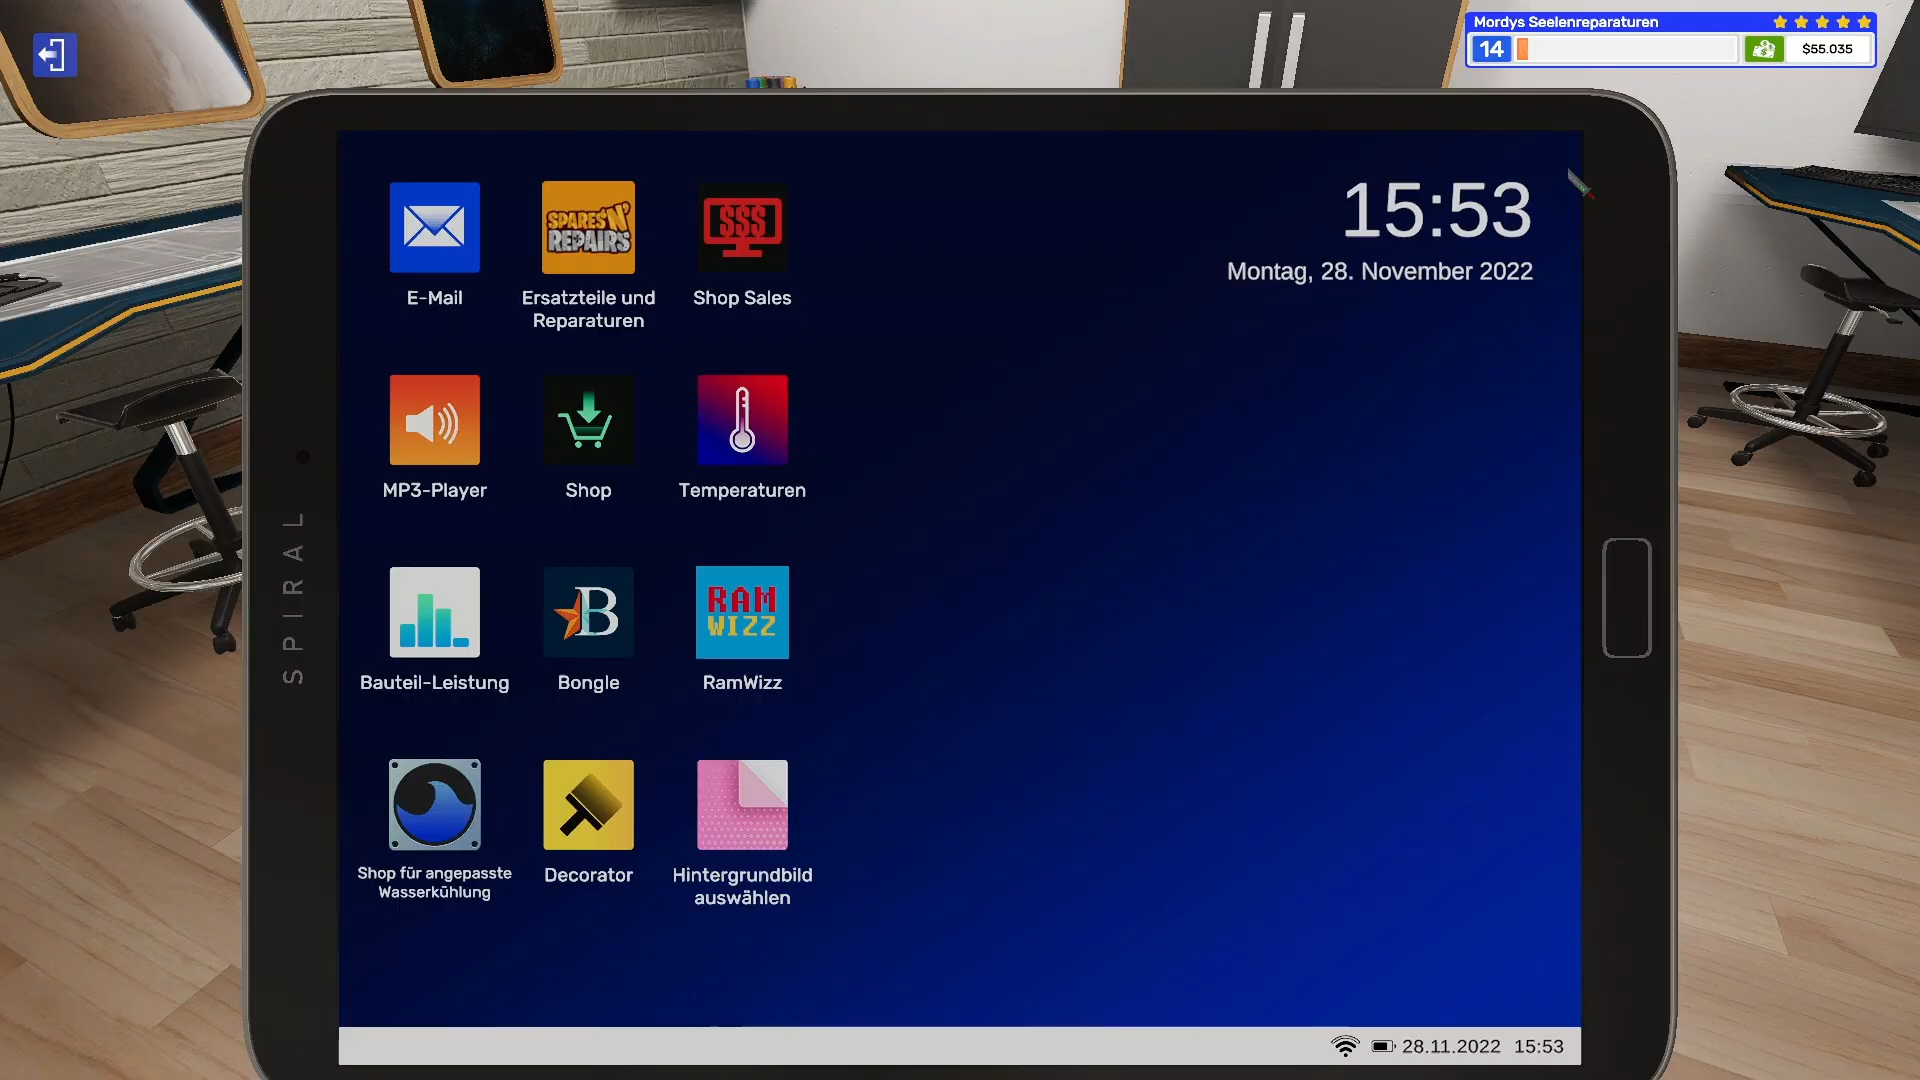 Mordys Seelenreparaturen
14
$55.035
15:53
Montag, 28. November 2022
SPARES N' REPAIRS
$$$
E-Mail
Ersatzteile und
Reparaturen
Shop Sales
MP3-Player
Shop
Temperaturen
B
RAM
WIZZ
Bauteil-Leistung
Bongle
RamWizz
Shop für angepasste
Wasserkühlung
Decorator
Hintergrundbild
auswählen
SPIRAL
28.11.2022 15:53